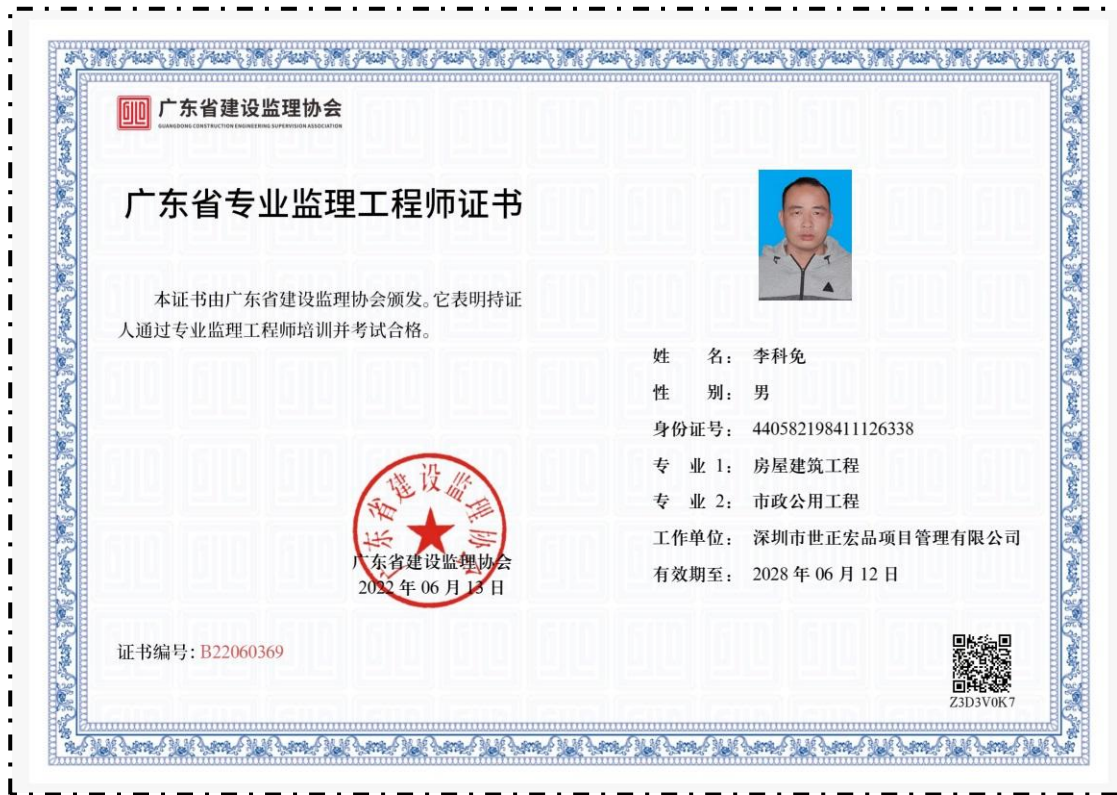 广东省建设监理协会
GUANGDONG CONSTRUCTION ENGINEERING SUPERVISION ASSOCIATION
广东省专业监理工程师证书
本证书由广东省建设监理协会颁发。它表明持证
人通过专业监理工程师培训并考试合格。
姓 名: 李科免
性 别: 男
身份证号: 440582198411126338
专 业 1: 房屋建筑工程
专 业 2: 市政公用工程
工作单位: 深圳市世正宏品项目管理有限公司
有效期至: 2028 年 06 月 12 日
广东省建设监理协会
广东省建设监理协会
2022 年 06 月 13 日
证书编号: B22060369
Z3D3V0K7